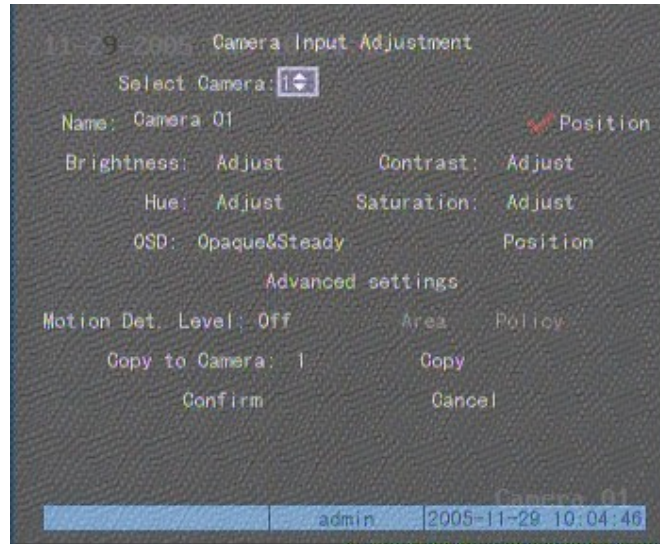 11-29-2005 Camera Input Adjustment
Select Camera: 1
Name: Camera 01 Position
Brightness: Adjust Contrast: Adjust
Hue: Adjust Saturation: Adjust
OSD: Opaque&Steady Position
Advanced settings
Motion Det. Level: Off Area Policy
Copy to Camera: 1 Copy
Confirm Cancel
Camera 01
admin 2005-11-29 10:04:46